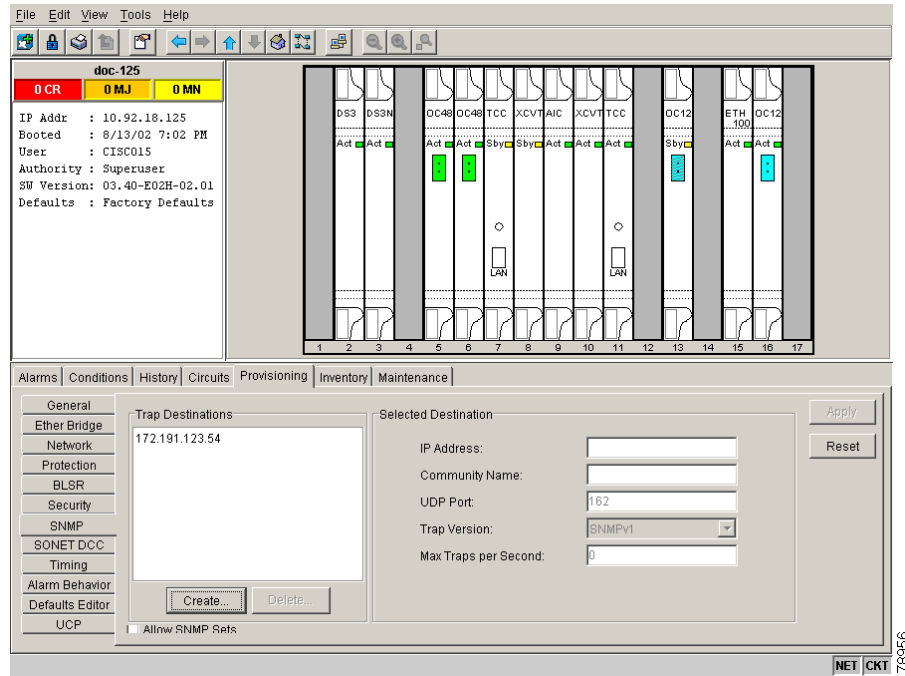 File Edit View Tools Help
doc-125
0 CR 0 MJ 0 MN
IP Addr : 10.92.18.125
Booted : 8/13/02 7:02 PM
User : CISCO15
Authority : Superuser
SW Version: 03.40-E02H-02.01
Defaults : Factory Defaults
DS3 DS3N OC48 OC48 TCC XCVT AIC XCVT TCC OC12 ETH 100 OC12
Act Act Act Act Sby Sby Act Act Act Sby Act Act
LAN LAN
1 2 3 4 5 6 7 8 9 10 11 12 13 14 15 16 17
Alarms Conditions History Circuits Provisioning Inventory Maintenance
General
Ether Bridge
Network
Protection
BLSR
Security
SNMP
SONET DCC
Timing
Alarm Behavior
Defaults Editor
UCP
Trap Destinations
172.191.123.54
Create... Delete...
Allow SNMP Sets
Selected Destination
IP Address:
Community Name:
UDP Port: 162
Trap Version: SNMPv1
Max Traps per Second: 0
Apply
Reset
NET CKT
78956